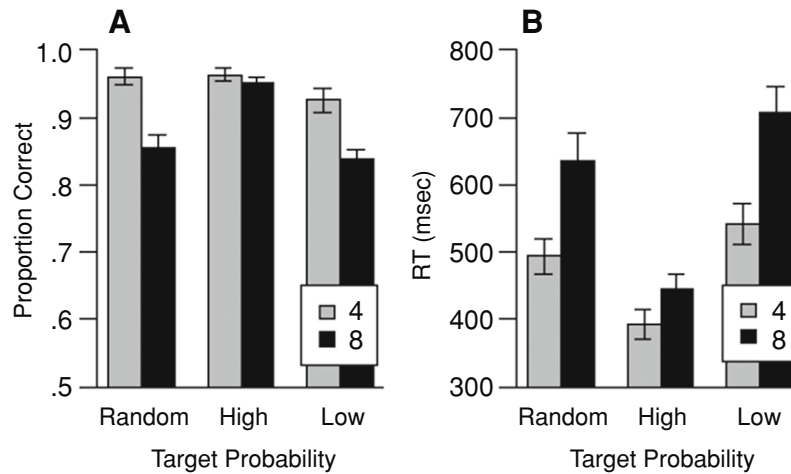 A
1.0
.9
.8
.7
.6
.5
Proportion Correct
4
8
Random High Low
Target Probability
B
800
700
600
500
400
300
RT (msec)
4
8
Random High Low
Target Probability